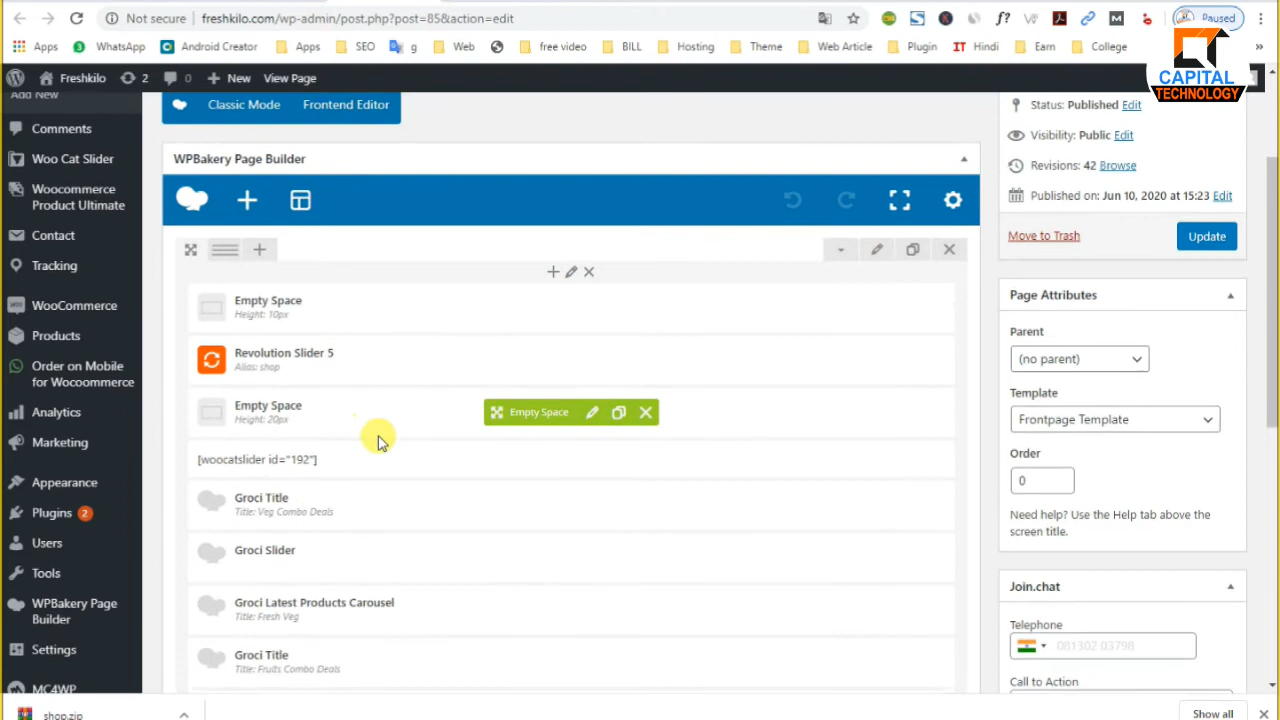 Not secure
freshkilo.com/wp-admin/post.php?post=85&action=edit
Paused
Apps
WhatsApp
Android Creator
Apps
SEO
g
Web
free video
BILL
Hosting
Theme
Web Article
Plugin
IT Hindi
Earn
College
»
CAPITAL
TECHNOLOGY
Freshkilo
2
0
New
View Page
Add New
Comments
Woo Cat Slider
Woocommerce
Product Ultimate
Contact
Tracking
WooCommerce
Products
Order on Mobile
for Wocoommerce
Analytics
Marketing
Appearance
Plugins 2
Users
Tools
WPBakery Page
Builder
Settings
MC4WP
Classic Mode
Frontend Editor
WPBakery Page Builder
Empty Space
Height: 10px
Revolution Slider 5
Alias: shop
Empty Space
Height: 20px
Empty Space
[woocatslider id="192"]
Groci Title
Title: Veg Combo Deals
Groci Slider
Groci Latest Products Carousel
Title: Fresh Veg
Groci Title
Title: Fruits Combo Deals
Status: Published Edit
Visibility: Public Edit
Revisions: 42 Browse
Published on: Jun 10, 2020 at 15:23 Edit
Move to Trash
Update
Page Attributes
Parent
(no parent)
Template
Frontpage Template
Order
0
Need help? Use the Help tab above the
screen title.
Join.chat
Telephone
081302 03798
Call to Action
shop.zip
Show all